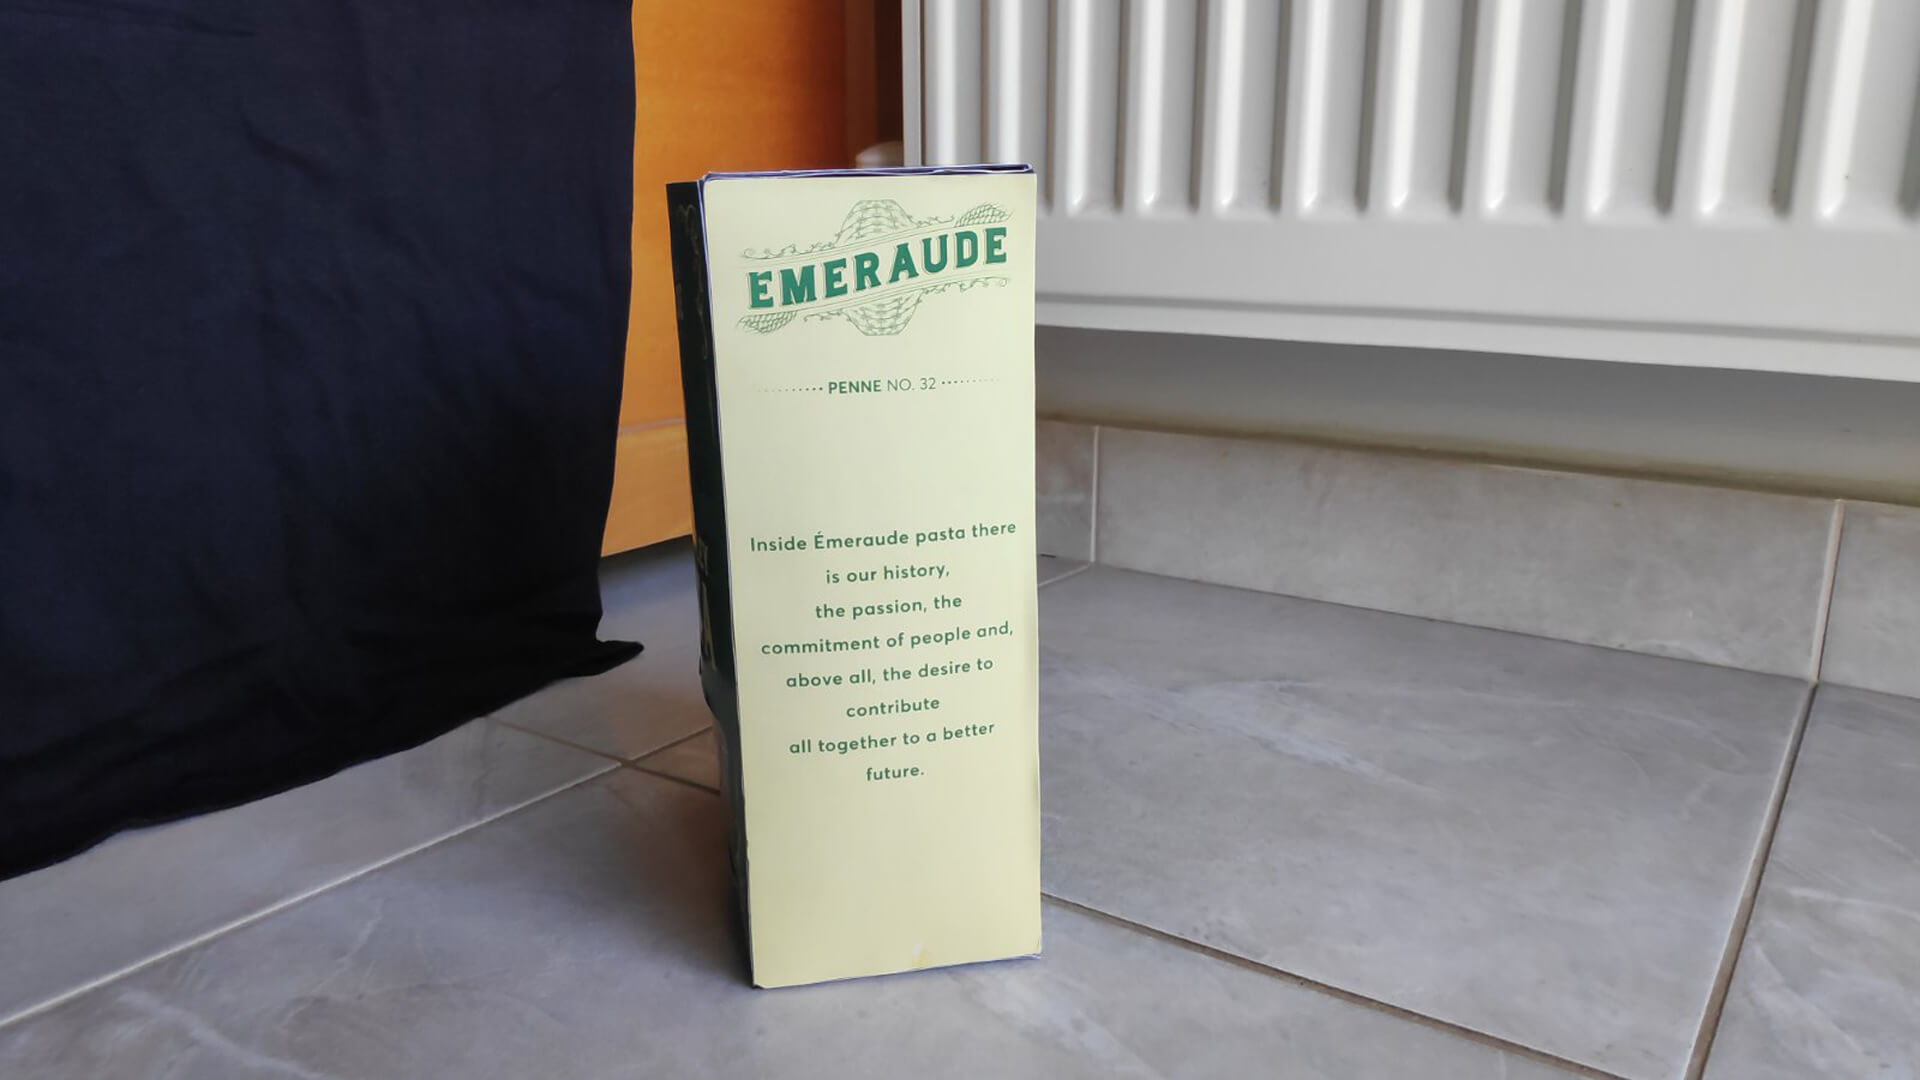 ÉMERAUDE
PENNE NO. 32
Inside Émeraude pasta there
is our history,
the passion, the
commitment of people and,
above all, the desire to
contribute
all together to a better
future.